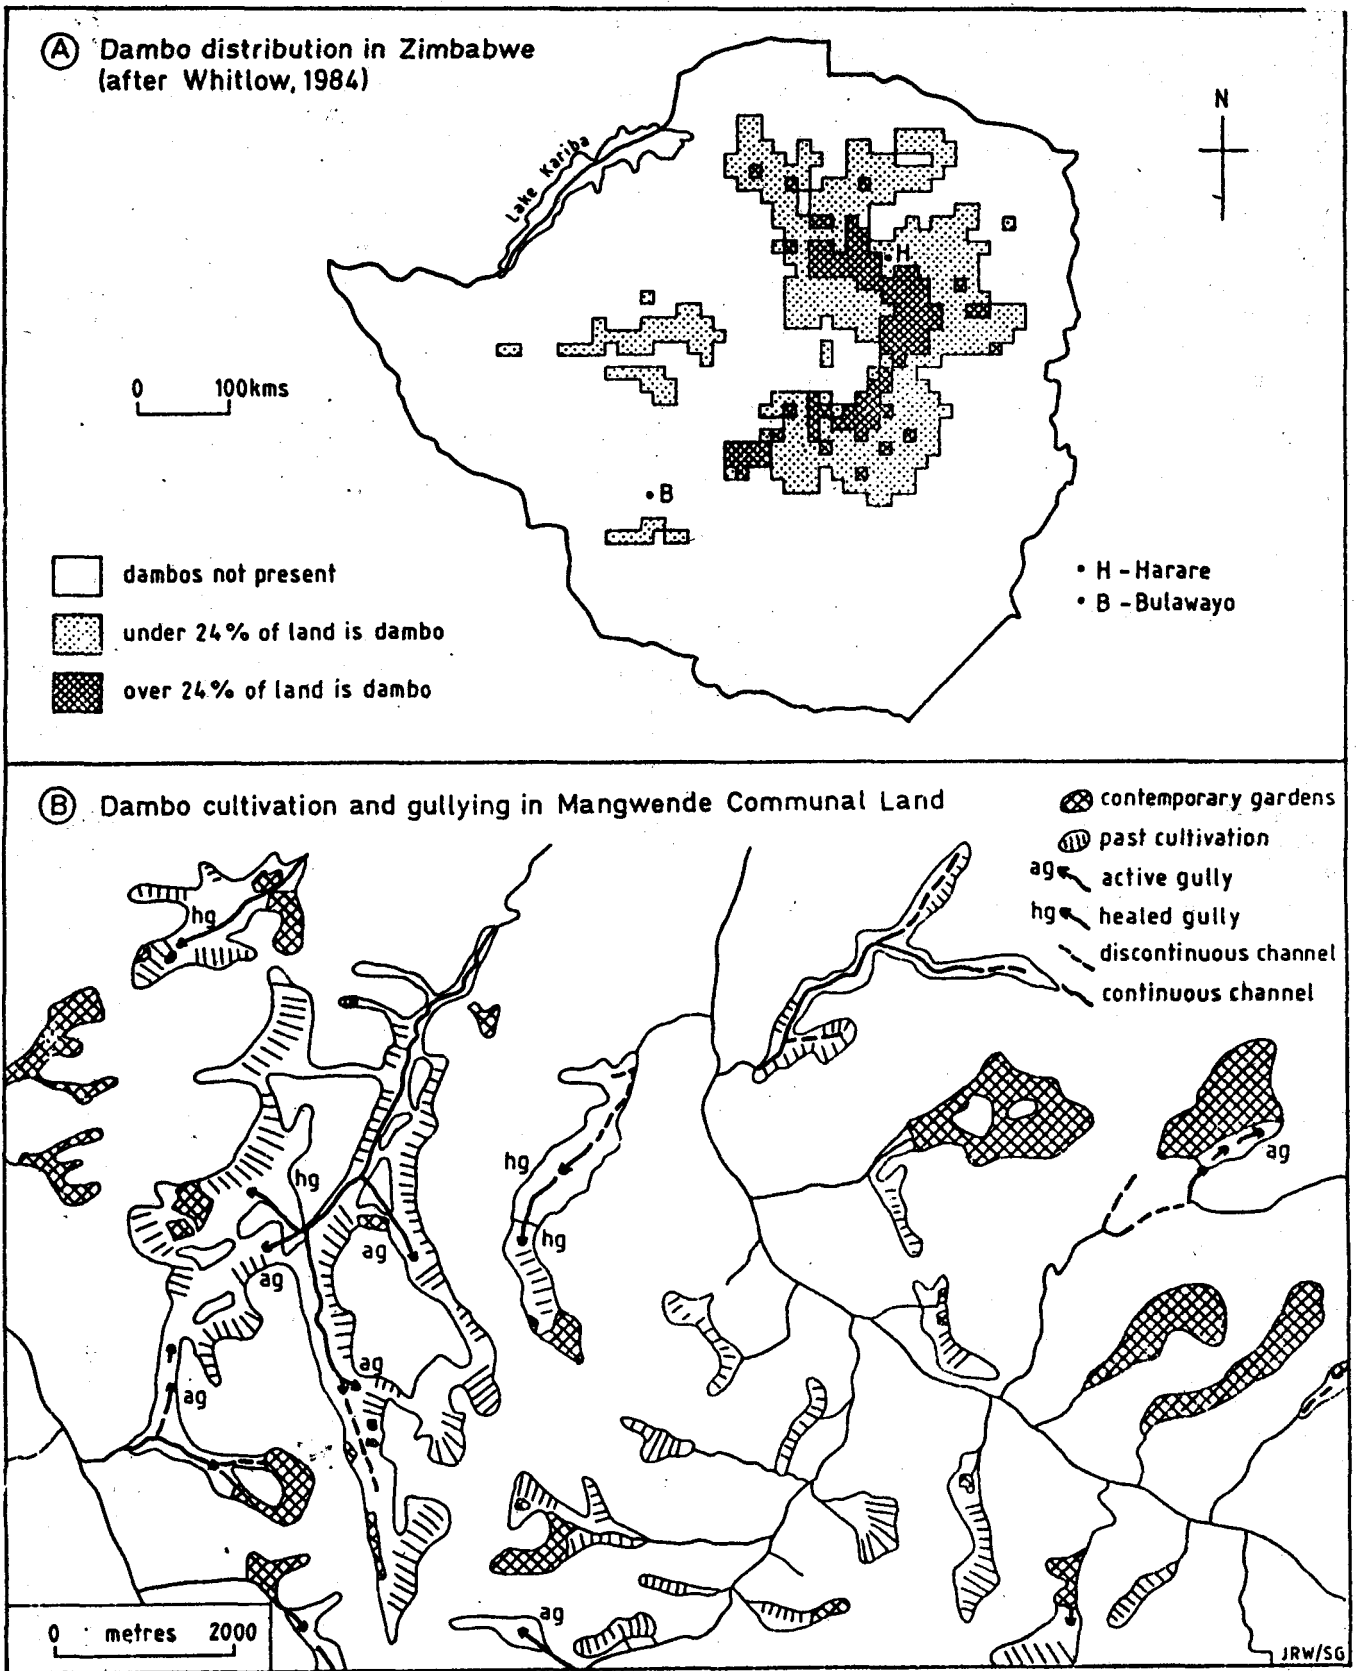 A Dambo distribution in Zimbabwe
(after Whitlow, 1984)
N
Lake Kariba
H
0 100kms
B
dambos not present
under 24% of land is dambo
over 24% of land is dambo
• H – Harare
• B – Bulawayo
B Dambo cultivation and gullying in Mangwende Communal Land
contemporary gardens
past cultivation
ag active gully
hg healed gully
discontinuous channel
continuous channel
hg
hg
hg
hg
ag
ag
ag
ag
ag
ag
ag
0 metres 2000
JRW/SG